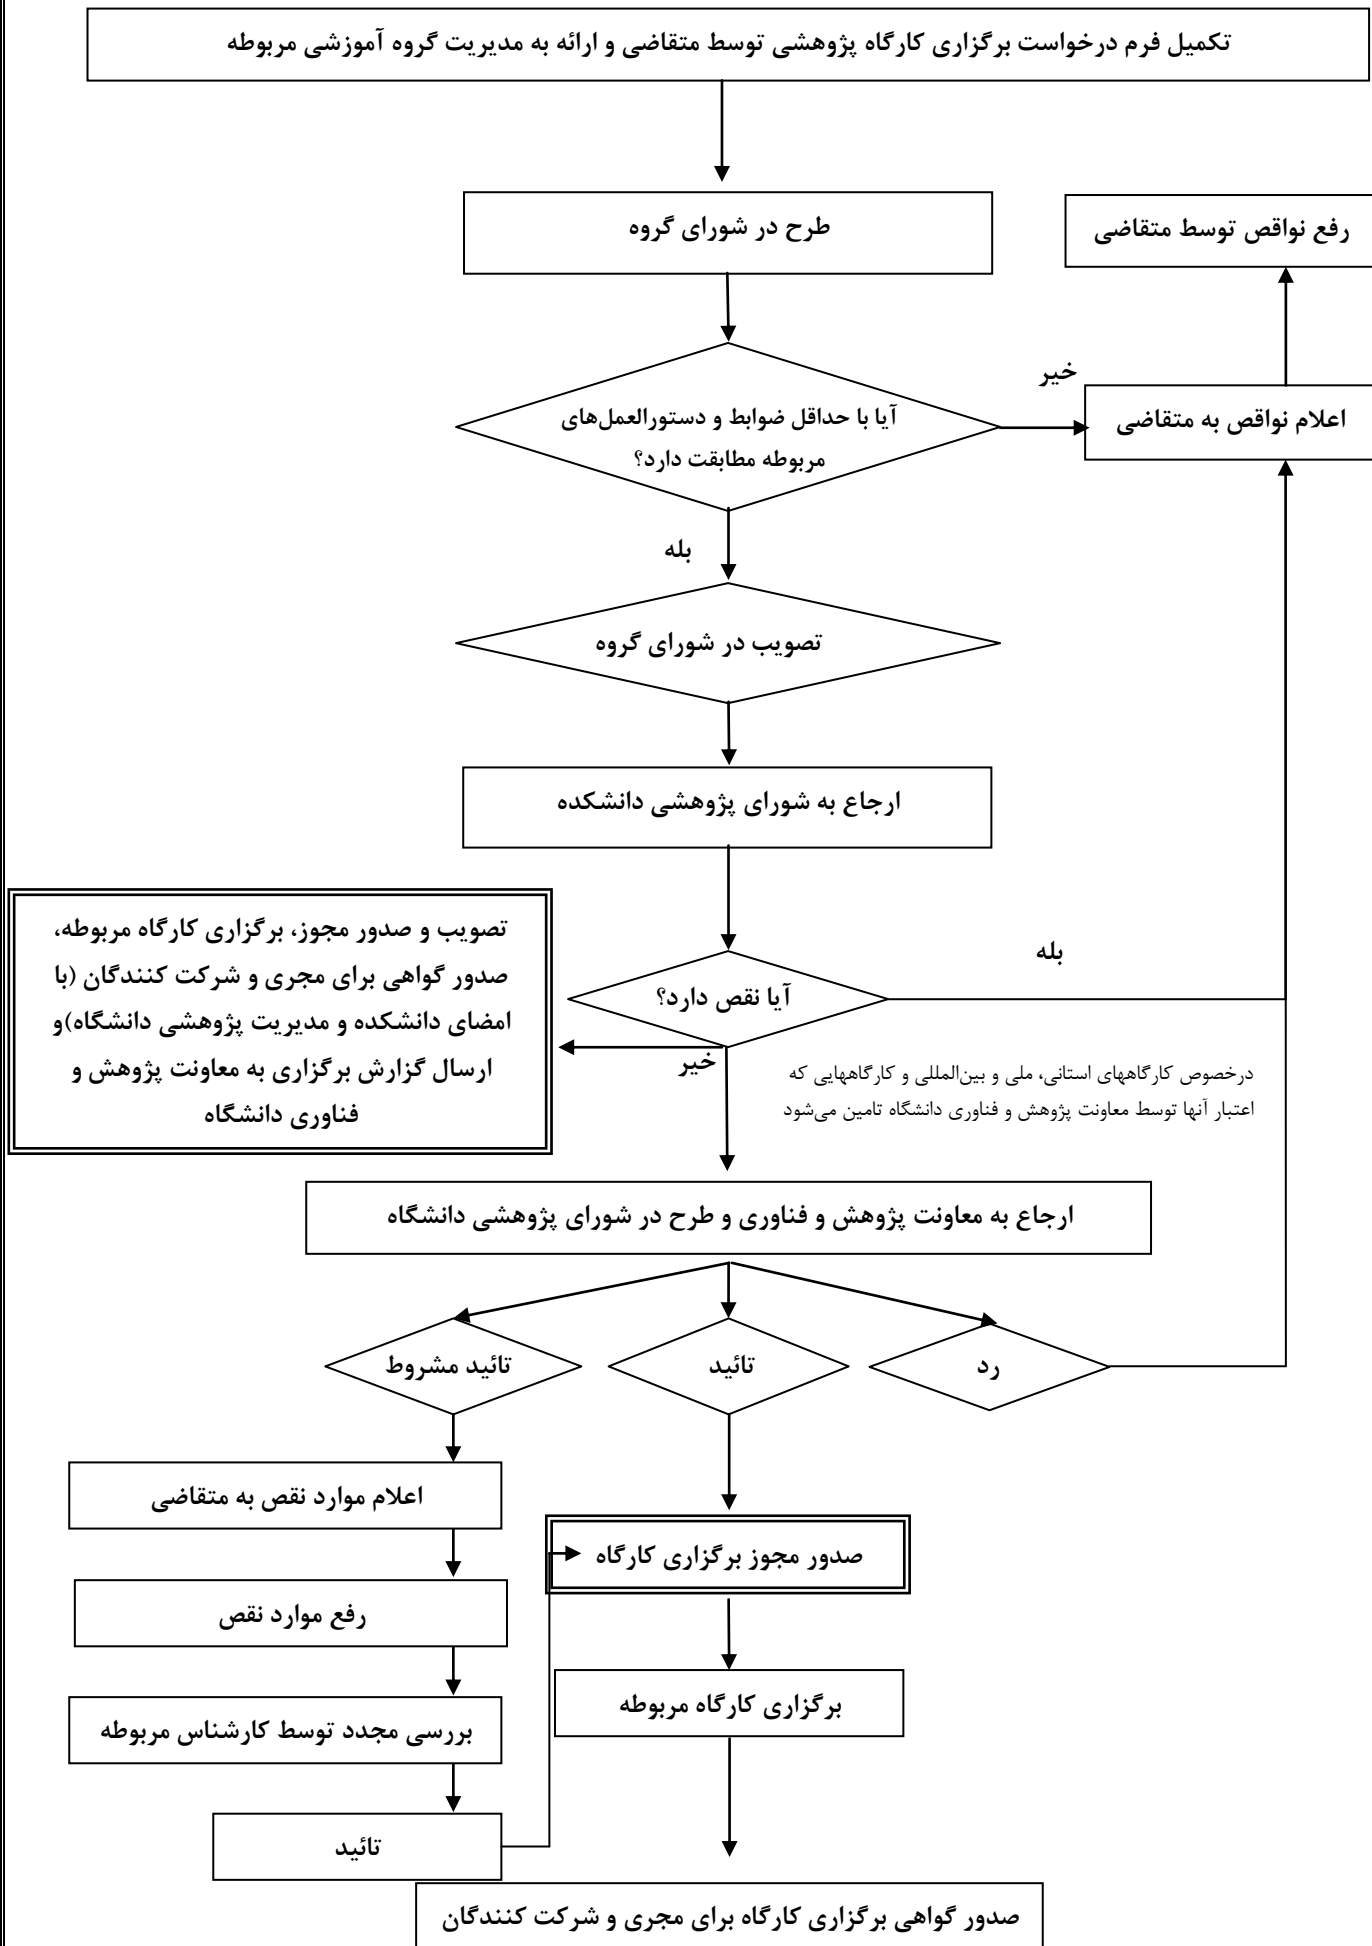 تکمیل فرم درخواست برگزاری کارگاه پژوهشی توسط متقاضی و ارائه به مدیریت گروه آموزشی مربوطه
طرح در شورای گروه
رفع نواقص توسط متقاضی
خیر
اعلام نواقص به متقاضی
آیا با حداقل ضوابط و دستورالعمل‌های
مربوطه مطابقت دارد؟
بله
تصویب در شورای گروه
ارجاع به شورای پژوهشی دانشکده
تصویب و صدور مجوز، برگزاری کارگاه مربوطه،
صدور گواهی برای مجری و شرکت کنندگان (با
امضای دانشکده و مدیریت پژوهشی دانشگاه)و
ارسال گزارش برگزاری به معاونت پژوهش و
فناوری دانشگاه
بله
آیا نقص دارد؟
خیر
درخصوص کارگاههای استانی، ملی و بین‌المللی و کارگاههایی که
اعتبار آنها توسط معاونت پژوهش و فناوری دانشگاه تامین می‌شود
ارجاع به معاونت پژوهش و فناوری و طرح در شورای پژوهشی دانشگاه
رد
تائید
تائید مشروط
اعلام موارد نقص به متقاضی
صدور مجوز برگزاری کارگاه
رفع موارد نقص
برگزاری کارگاه مربوطه
بررسی مجدد توسط کارشناس مربوطه
تائید
صدور گواهی برگزاری کارگاه برای مجری و شرکت کنندگان